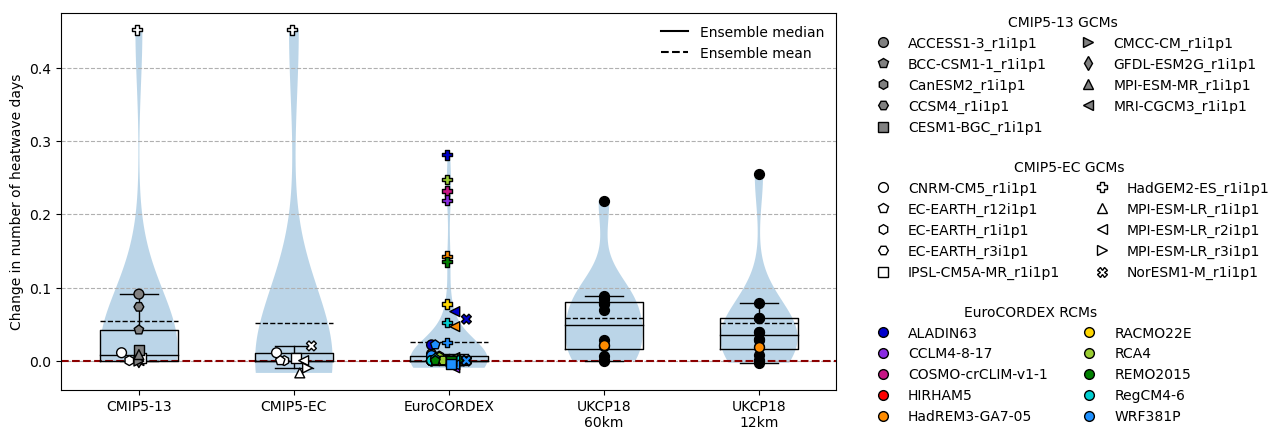 Change in number of heatwave days
0.4
0.3
0.2
0.1
0.0
Ensemble median
Ensemble mean
CMIP5-13
CMIP5-EC
EuroCORDEX
UKCP18
60km
UKCP18
12km
CMIP5-13 GCMs
ACCESS1-3_r1i1p1
BCC-CSM1-1_r1i1p1
CanESM2_r1i1p1
CCSM4_r1i1p1
CESM1-BGC_r1i1p1
CMCC-CM_r1i1p1
GFDL-ESM2G_r1i1p1
MPI-ESM-MR_r1i1p1
MRI-CGCM3_r1i1p1
CMIP5-EC GCMs
CNRM-CM5_r1i1p1
EC-EARTH_r12i1p1
EC-EARTH_r1i1p1
EC-EARTH_r3i1p1
IPSL-CM5A-MR_r1i1p1
HadGEM2-ES_r1i1p1
MPI-ESM-LR_r1i1p1
MPI-ESM-LR_r2i1p1
MPI-ESM-LR_r3i1p1
NorESM1-M_r1i1p1
EuroCORDEX RCMs
ALADIN63
CCLM4-8-17
COSMO-crCLIM-v1-1
HIRHAM5
HadREM3-GA7-05
RACMO22E
RCA4
REMO2015
RegCM4-6
WRF381P